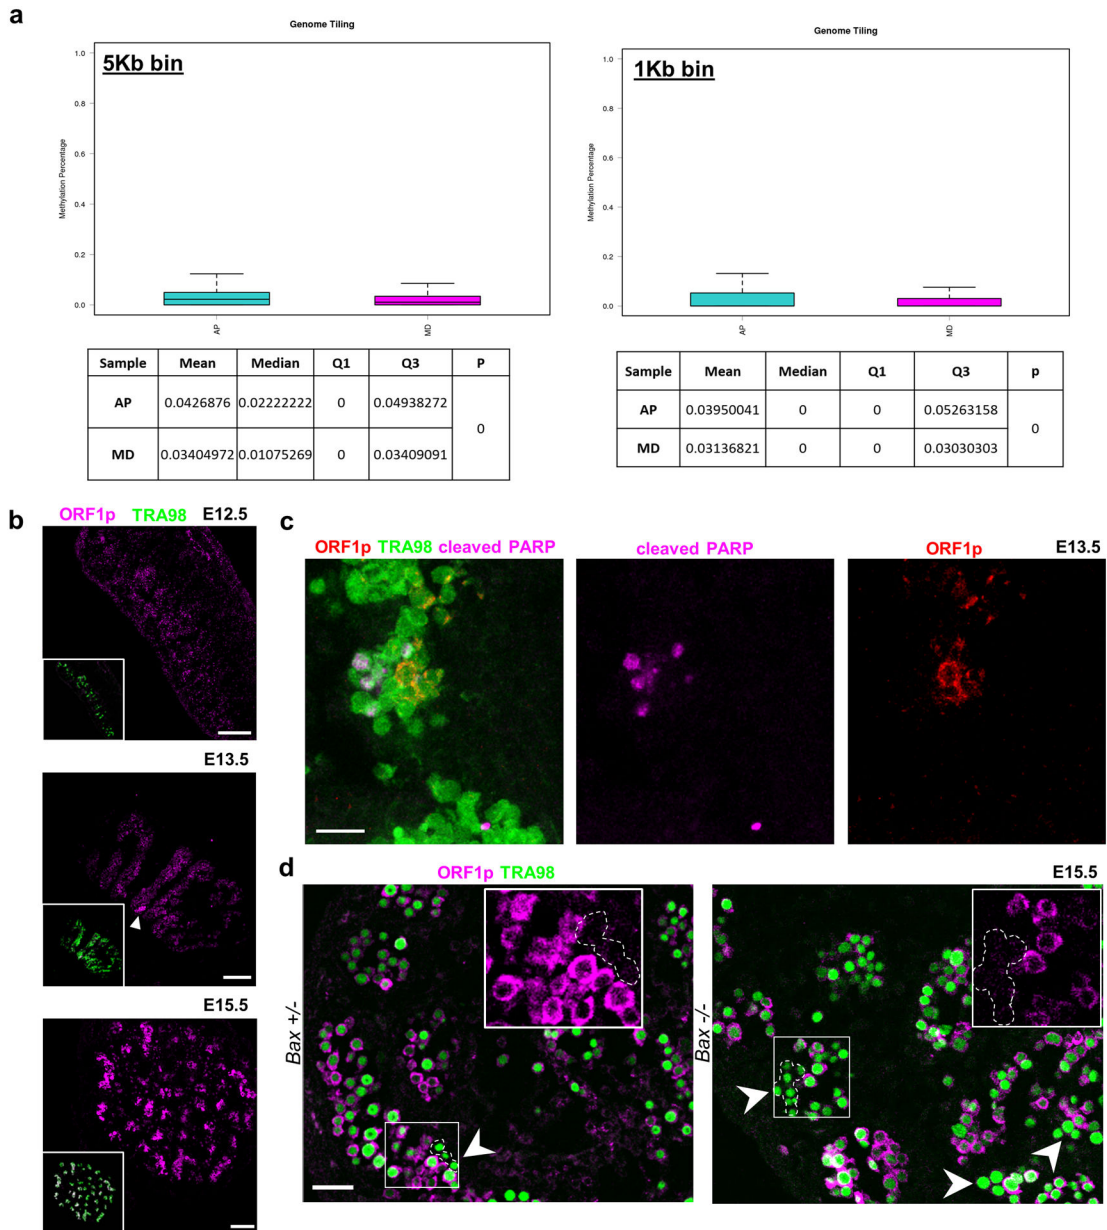 a
Genome Tiling
5Kb bin
1.0
0.8
0.6
0.4
0.2
0.0
Methylation Percentage
AP
MD
Sample Mean Median Q1 Q3 P
AP 0.0426876 0.02222222 0 0.04938272
0
MD 0.03404972 0.01075269 0 0.03409091
Genome Tiling
1Kb bin
1.0
0.8
0.6
0.4
0.2
0.0
Methylation Percentage
AP
MD
Sample Mean Median Q1 Q3 p
AP 0.03950041 0 0 0.05263158
0
MD 0.03136821 0 0 0.03030303
b
ORF1p TRA98 E12.5
E13.5
E15.5
c
ORF1p TRA98 cleaved PARP
cleaved PARP
ORF1p E13.5
d
ORF1p TRA98
E15.5
Bax +/-
Bax -/-